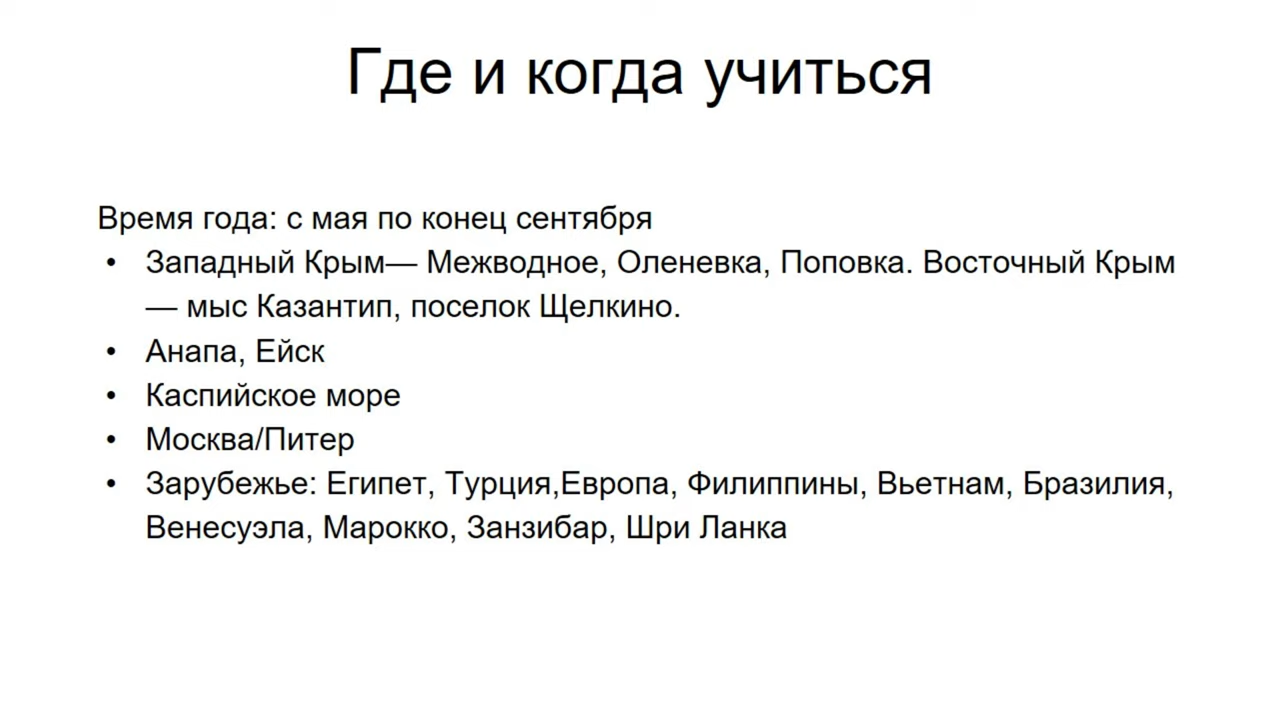 Где и когда учиться
Время года: с мая по конец сентября
• Западный Крым— Межводное, Оленевка, Поповка. Восточный Крым
— мыс Казантип, поселок Щелкино.
• Анапа, Ейск
• Каспийское море
• Москва/Питер
• Зарубежье: Египет, Турция,Европа, Филиппины, Вьетнам, Бразилия,
Венесуэла, Марокко, Занзибар, Шри Ланка